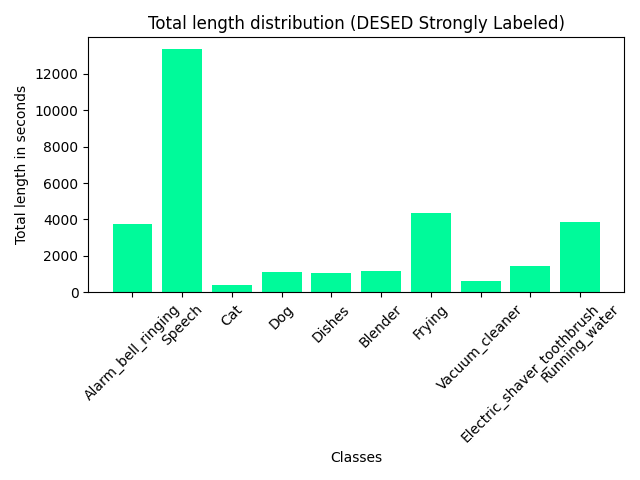 Total length distribution (DESED Strongly Labeled)
Total length in seconds
12000
10000
8000
6000
4000
2000
0
Alarm_bell_ringing
Speech
Cat
Dog
Dishes
Blender
Frying
Vacuum_cleaner
Electric_shaver_toothbrush
Running_water
Classes